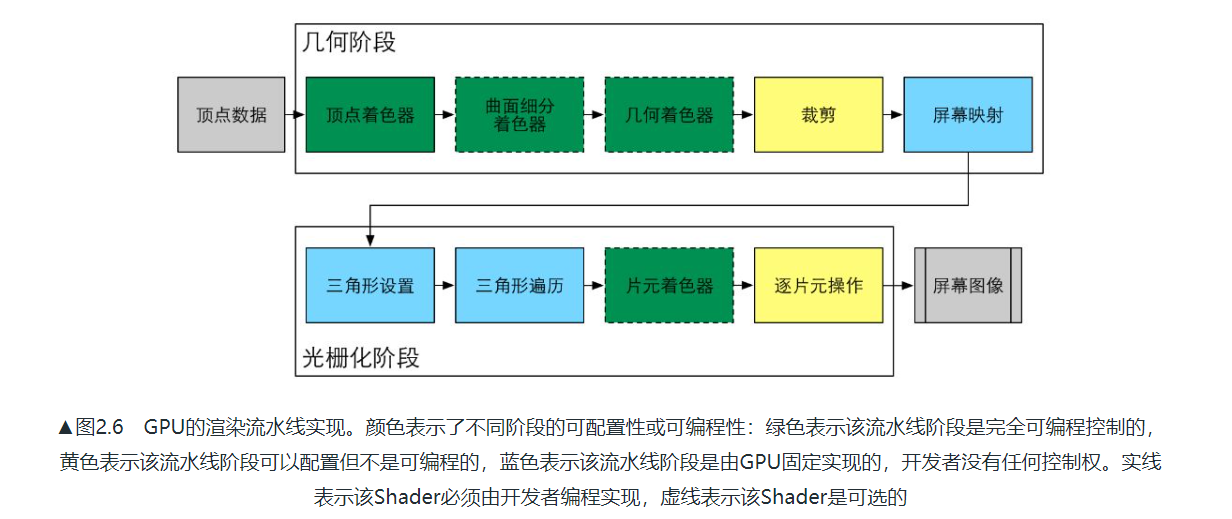 几何阶段
顶点数据
顶点着色器
曲面细分
着色器
几何着色器
裁剪
屏幕映射
三角形设置
三角形遍历
片元着色器
逐片元操作
屏幕图像
光栅化阶段
▲图2.6 GPU的渲染流水线实现。颜色表示了不同阶段的可配置性或可编程性：绿色表示该流水线阶段是完全可编程控制的，
黄色表示该流水线阶段可以配置但不是可编程的，蓝色表示该流水线阶段是由GPU固定实现的，开发者没有任何控制权。实线
表示该Shader必须由开发者编程实现，虚线表示该Shader是可选的